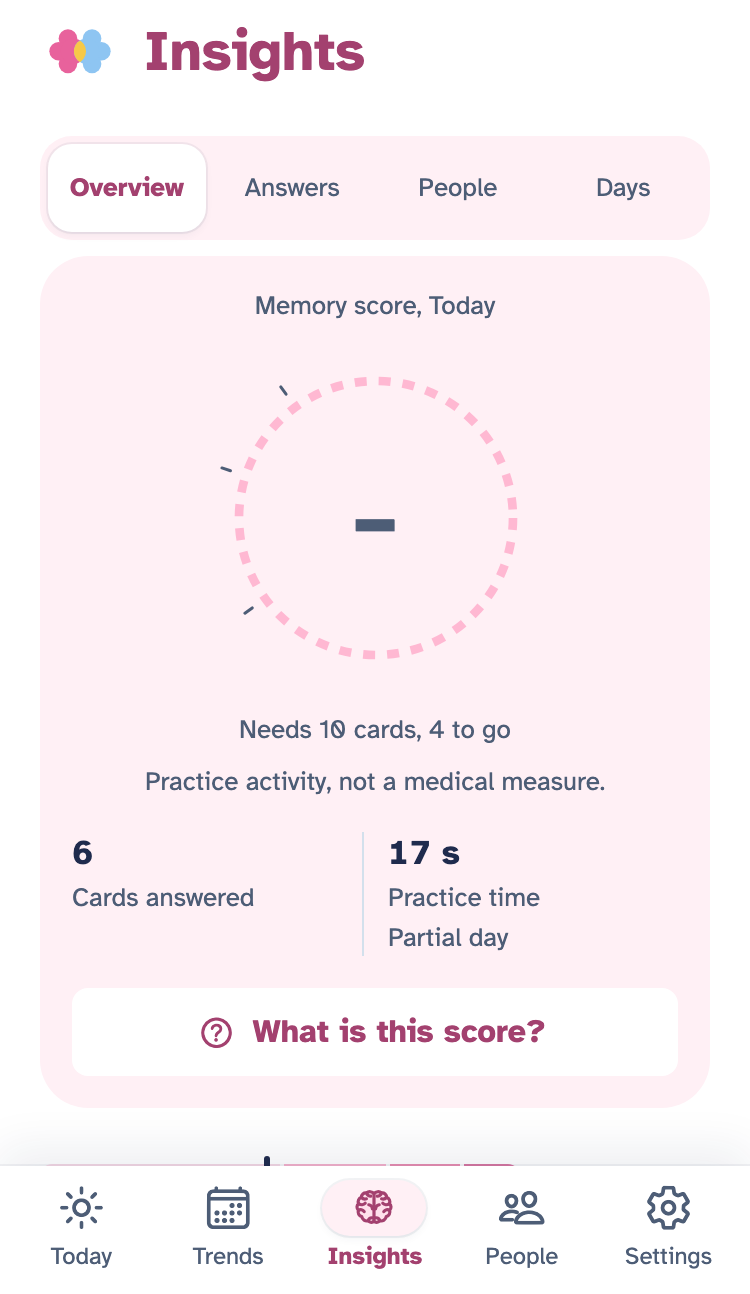 Insights
Overview Answers People Days
Memory score, Today
–
Needs 10 cards, 4 to go
Practice activity, not a medical measure.
6
Cards answered
17 s
Practice time
Partial day
What is this score?
Today Trends Insights People Settings